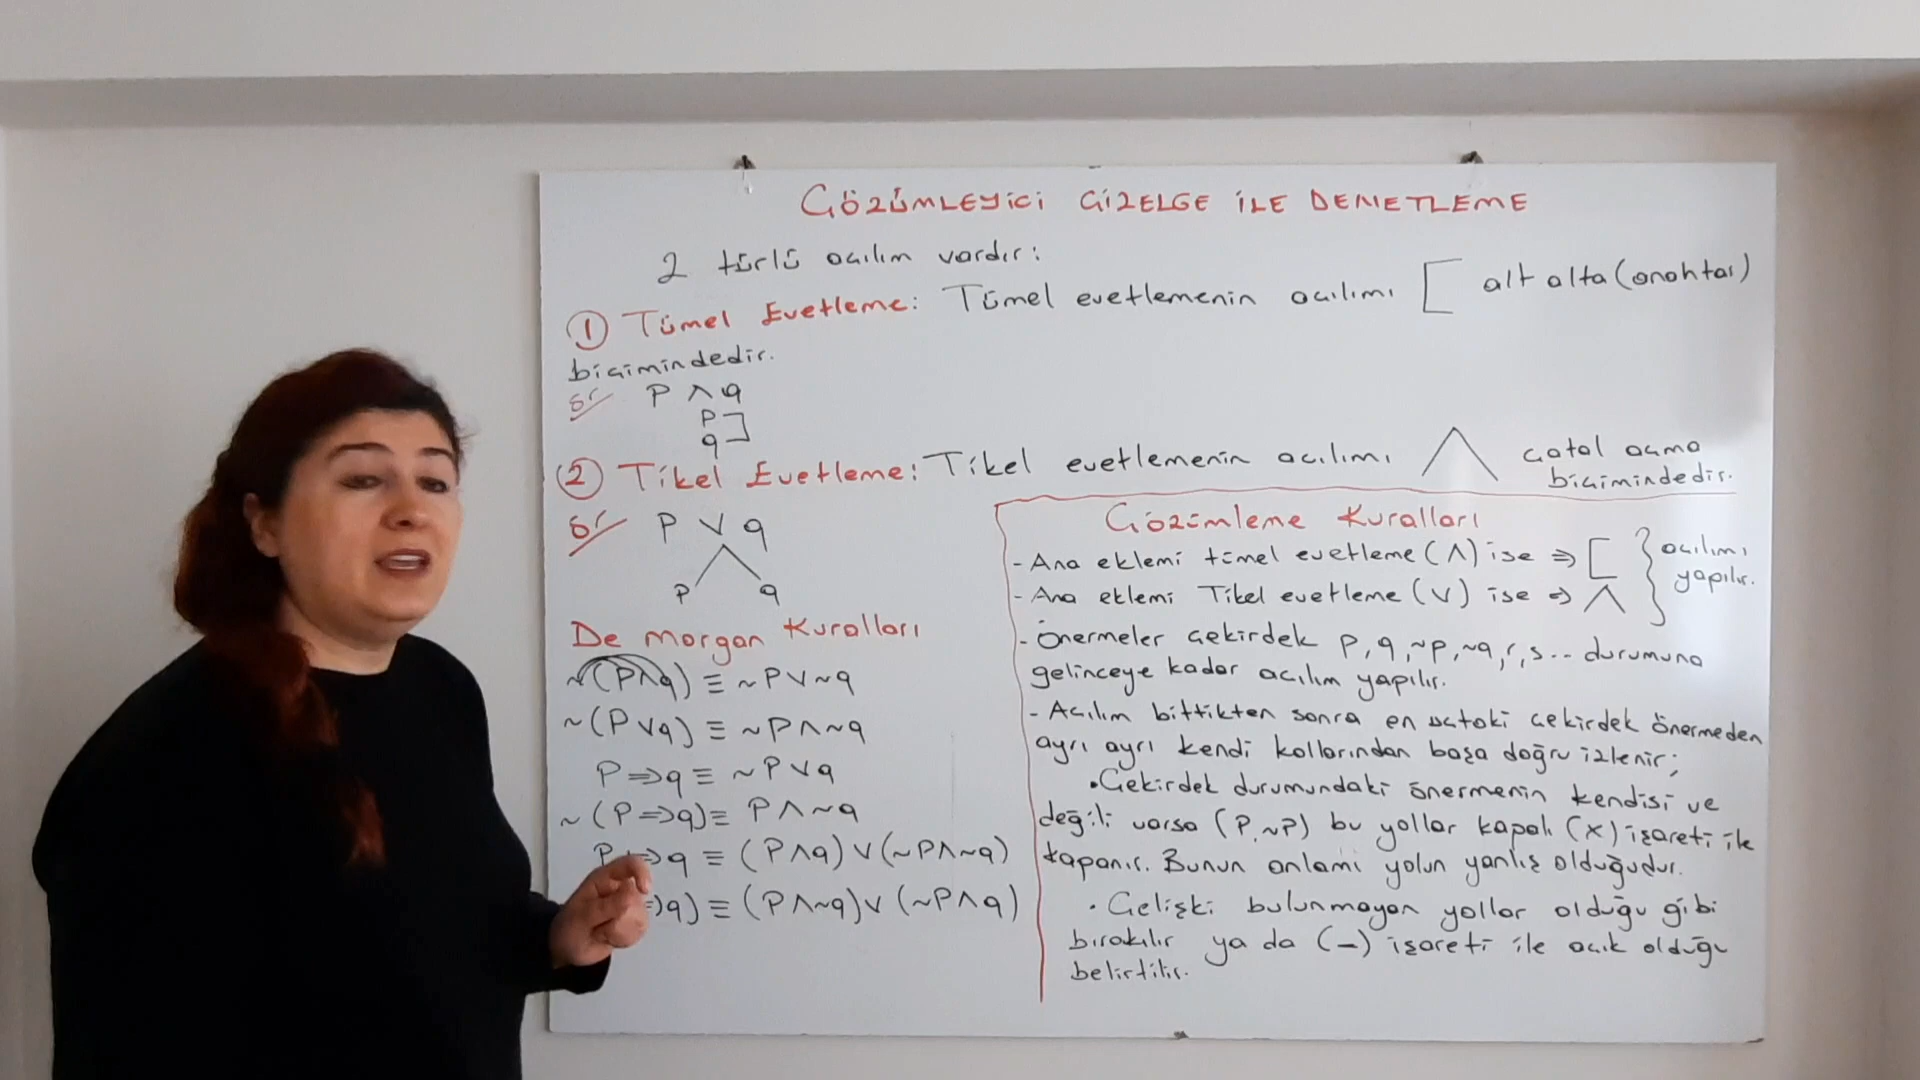 ÇÖZÜMLEYİCİ ÇİZELGE İLE DENETLEME
2 türlü açılım vardır:
① Tümel Evetleme: Tümel evetlemenin açılımı [ alt alta (anahtar)
biçimindedir.
ör P ∧ q
P
q
② Tikel Evetleme: Tikel evetlemenin açılımı ∧ çatal açma
biçimindedir.
ör P ∨ q
P q
De morgan Kuralları
~(P∧q) ≡ ~P∨~q
~(P∨q) ≡ ~P∧~q
P⇒q ≡ ~P∨q
~(P⇒q) ≡ P∧~q
P ⇒q ≡ (P∧q)∨(~P∧~q)
⇒q) ≡ (P∧~q)∨(~P∧q)
Çözümleme Kuralları
- Ana eklemi tümel evetleme (∧) ise ⇒ [ } açılımı
- Ana eklemi Tikel evetleme (∨) ise ⇒ ∧ yapılır.
- Önermeler çekirdek p, q, ~p, ~q, r, s... durumuna
gelinceye kadar açılım yapılır.
- Açılım bittikten sonra en sataki çekirdek önermeden
ayrı ayrı kendi kollarından başa doğru izlenir;
• Çekirdek durumundaki önermenin kendisi ve
değili varsa (P, ~P) bu yollar kapalı (x) işareti ile
kapanır. Bunun anlamı yolun yanlış olduğudur.
• Çelişki bulunmayan yollar olduğu gibi
bırakılır ya da (-) işareti ile açık olduğu
belirtilir.